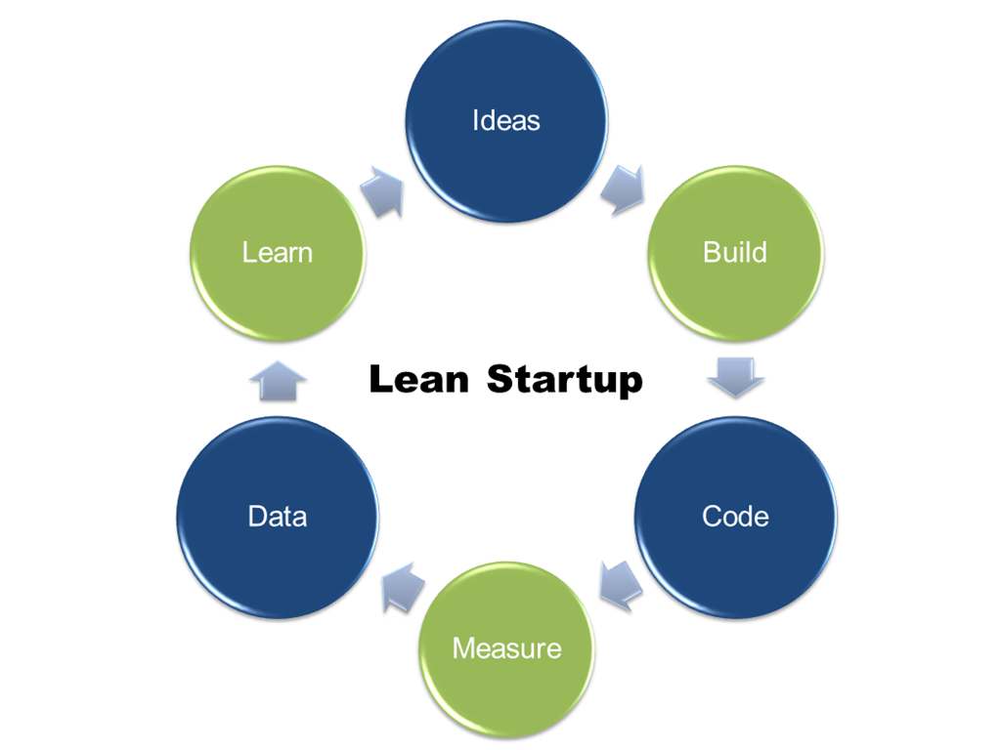 Ideas
Learn
Build
Lean Startup
Data
Code
Measure